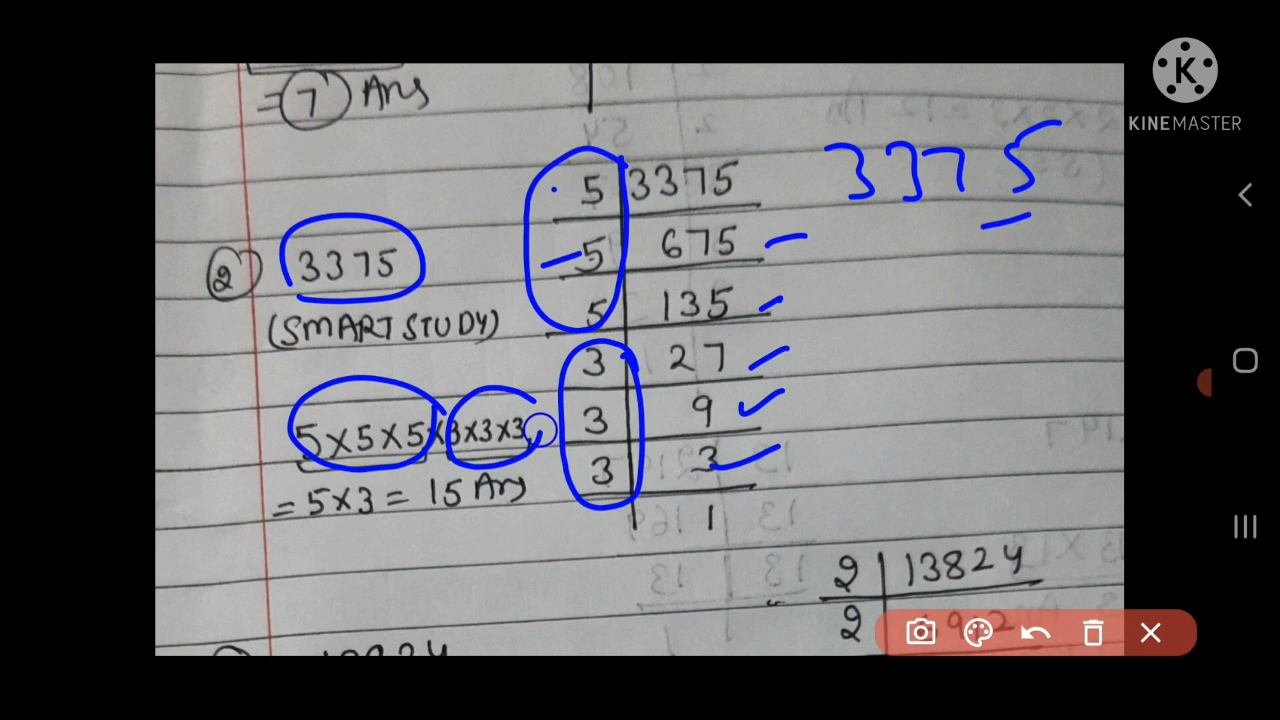 = 7 Ans
5 3375
3375
② 3375
5 675
(SMART STUDY)
5 135
3 27
3 9
5×5×5×3×3×3
3 3
= 5×3 = 15 Ans
1
2 13824
2
K
KINEMASTER